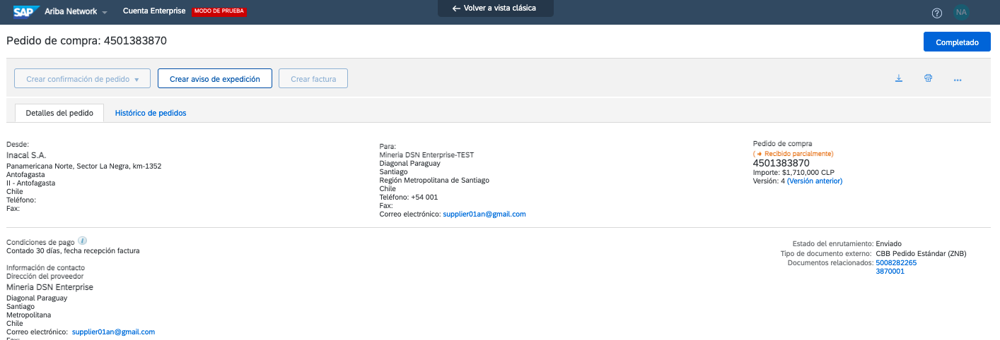 SAP Ariba Network
Cuenta Enterprise
MODO DE PRUEBA
← Volver a vista clásica
?
NA
Pedido de compra: 4501383870
Completado
Crear confirmación de pedido ▼
Crear aviso de expedición
Crear factura
...
Detalles del pedido
Histórico de pedidos
Desde:
Inacal S.A.
Panamericana Norte, Sector La Negra, km-1352
Antofagasta
II - Antofagasta
Chile
Teléfono:
Fax:
Para:
Mineria DSN Enterprise-TEST
Diagonal Paraguay
Santiago
Región Metropolitana de Santiago
Chile
Teléfono: +54 001
Fax:
Correo electrónico: supplier01an@gmail.com
Pedido de compra
(➜ Recibido parcialmente)
4501383870
Importe: $1,710,000 CLP
Versión: 4 (Versión anterior)
Condiciones de pago i
Contado 30 días, fecha recepción factura
Información de contacto
Dirección del proveedor
Mineria DSN Enterprise
Diagonal Paraguay
Santiago
Metropolitana
Chile
Correo electrónico: supplier01an@gmail.com
Fax:
Estado del enrutamiento: Enviado
Tipo de documento externo: CBB Pedido Estándar (ZNB)
Documentos relacionados: 5008282265
3870001